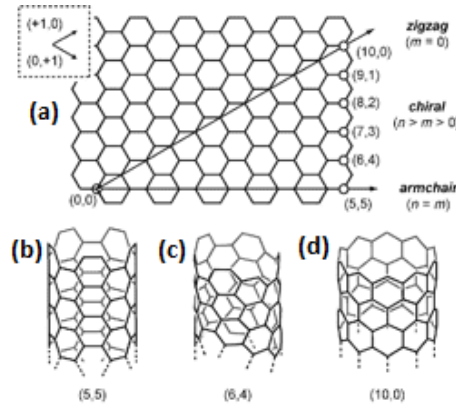 (+1,0)
(0,+1)
(a)
(0,0)
(10,0)
(9,1)
(8,2)
(7,3)
(6,4)
(5,5)
zigzag
(m = 0)
chiral
(n > m > 0)
armchair
(n = m)
(b)
(c)
(d)
(5,5)
(6,4)
(10,0)